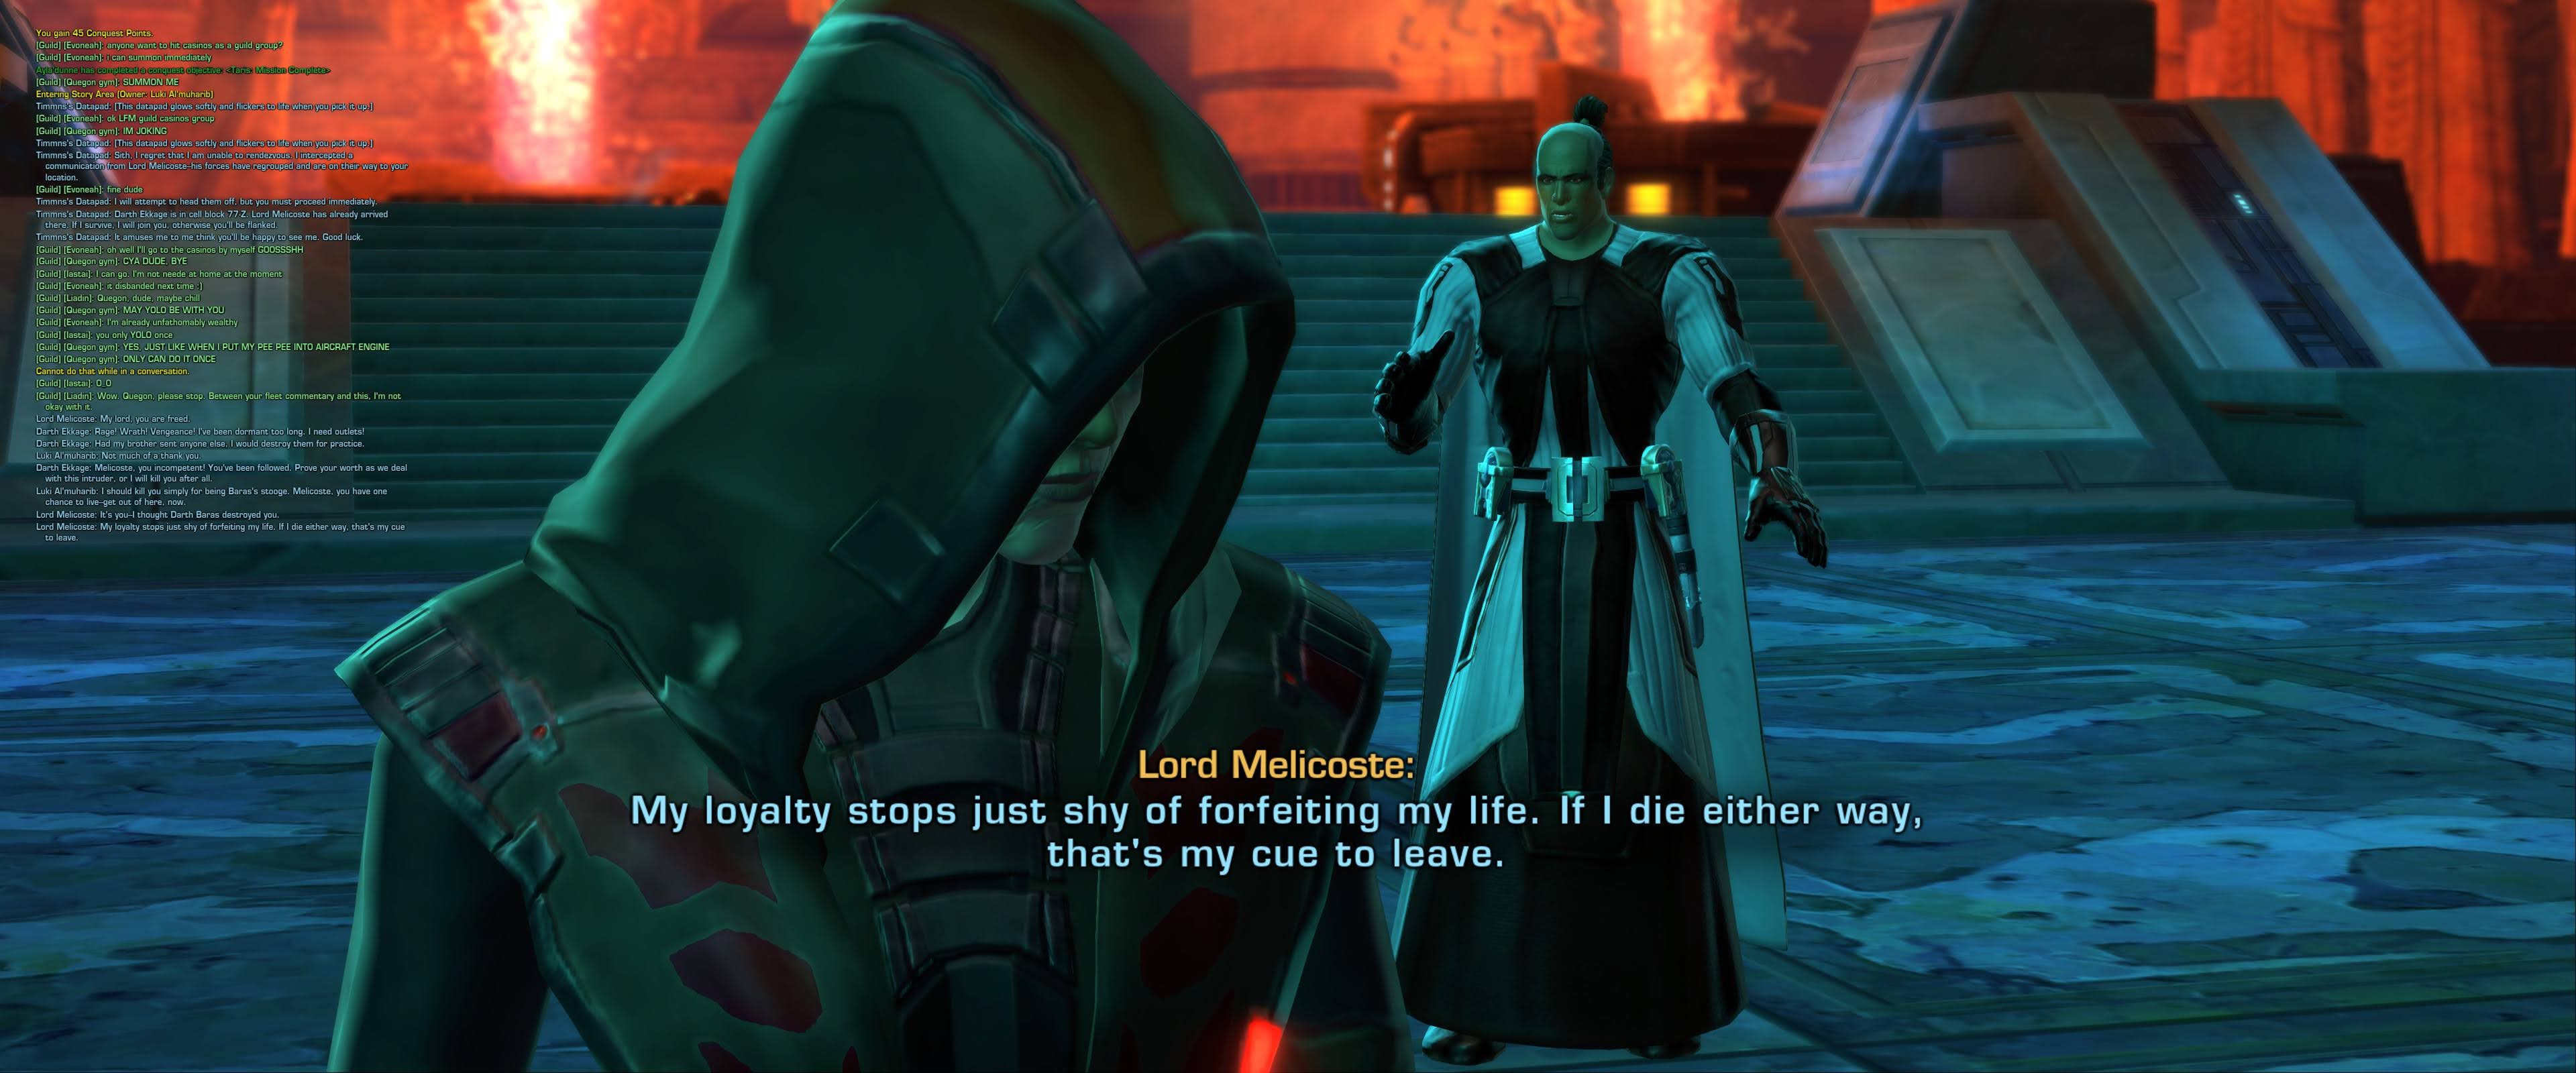 You gain 45 Conquest Points.
[Guild] [Evoneah]: anyone want to hit casinos as a guild group?
[Guild] [Evoneah]: i can summon immediately
Ayla'dunne has completed a conquest objective: <Taris: Mission Complete>
[Guild] [Quegon gym]: SUMMON ME
Entering Story Area (Owner: Luki Al'muharib)
Timmns's Datapad: [This datapad glows softly and flickers to life when you pick it up.]
[Guild] [Evoneah]: ok LFM guild casinos group
[Guild] [Quegon gym]: IM JOKING
Timmns's Datapad: [This datapad glows softly and flickers to life when you pick it up.]
Timmns's Datapad: Sith, I regret that I am unable to rendezvous. I intercepted a
communication from Lord Melicoste–his forces have regrouped and are on their way to your
location.
[Guild] [Evoneah]: fine dude
Timmns's Datapad: I will attempt to head them off, but you must proceed immediately.
Timmns's Datapad: Darth Ekkage is in cell block 77-Z. Lord Melicoste has already arrived
there. If I survive, I will join you, otherwise you'll be flanked.
Timmns's Datapad: It amuses me to me think you'll be happy to see me. Good luck.
[Guild] [Evoneah]: oh well I'll go to the casinos by myself GOOSSSHH
[Guild] [Quegon gym]: CYA DUDE. BYE
[Guild] [Iastai]: I can go, I'm not neede at home at the moment
[Guild] [Evoneah]: it disbanded next time :)
[Guild] [Liadin]: Quegon, dude, maybe chill
[Guild] [Quegon gym]: MAY YOLO BE WITH YOU
[Guild] [Evoneah]: I'm already unfathomably wealthy
[Guild] [Iastai]: you only YOLO once
[Guild] [Quegon gym]: YES, JUST LIKE WHEN I PUT MY PEE PEE INTO AIRCRAFT ENGINE
[Guild] [Quegon gym]: ONLY CAN DO IT ONCE
Cannot do that while in a conversation.
[Guild] [Iastai]: O_O
[Guild] [Liadin]: Wow. Quegon, please stop. Between your fleet commentary and this, I'm not
okay with it.
Lord Melicoste: My lord, you are freed.
Darth Ekkage: Rage! Wrath! Vengeance! I've been dormant too long. I need outlets!
Darth Ekkage: Had my brother sent anyone else, I would destroy them for practice.
Luki Al'muharib: Not much of a thank you.
Darth Ekkage: Melicoste, you incompetent! You've been followed. Prove your worth as we deal
with this intruder, or I will kill you after all.
Luki Al'muharib: I should kill you simply for being Baras's stooge. Melicoste, you have one
chance to live–get out of here, now.
Lord Melicoste: It's you–I thought Darth Baras destroyed you.
Lord Melicoste: My loyalty stops just shy of forfeiting my life. If I die either way, that's my cue
to leave.
Lord Melicoste:
My loyalty stops just shy of forfeiting my life. If I die either way,
that's my cue to leave.